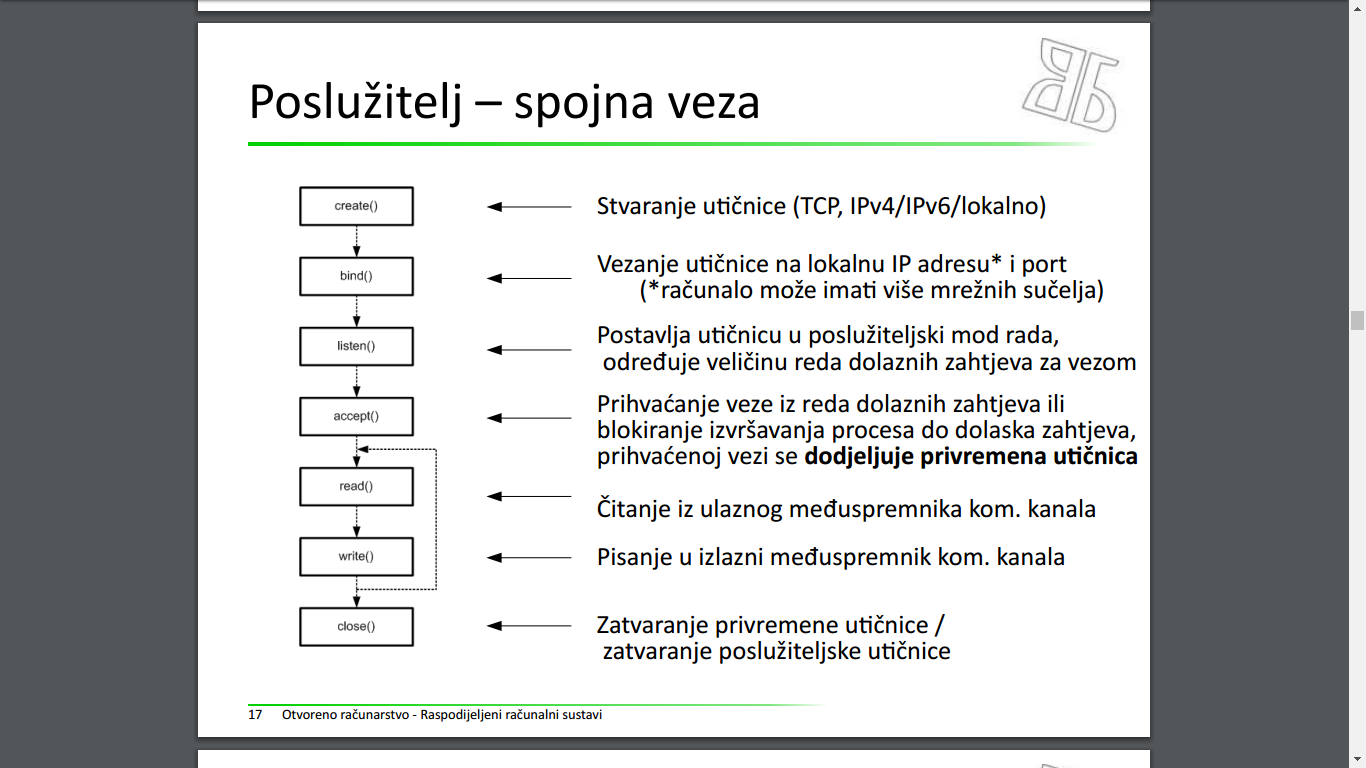 Poslužitelj – spojna veza
create()
Stvaranje utičnice (TCP, IPv4/IPv6/lokalno)
bind()
Vezanje utičnice na lokalnu IP adresu* i port
(*računalo može imati više mrežnih sučelja)
listen()
Postavlja utičnicu u poslužiteljski mod rada,
određuje veličinu reda dolaznih zahtjeva za vezom
accept()
Prihvaćanje veze iz reda dolaznih zahtjeva ili
blokiranje izvršavanja procesa do dolaska zahtjeva,
prihvaćenoj vezi se dodjeljuje privremena utičnica
read()
Čitanje iz ulaznog međuspremnika kom. kanala
write()
Pisanje u izlazni međuspremnik kom. kanala
close()
Zatvaranje privremene utičnice /
zatvaranje poslužiteljske utičnice
17 Otvoreno računarstvo - Raspodijeljeni računalni sustavi